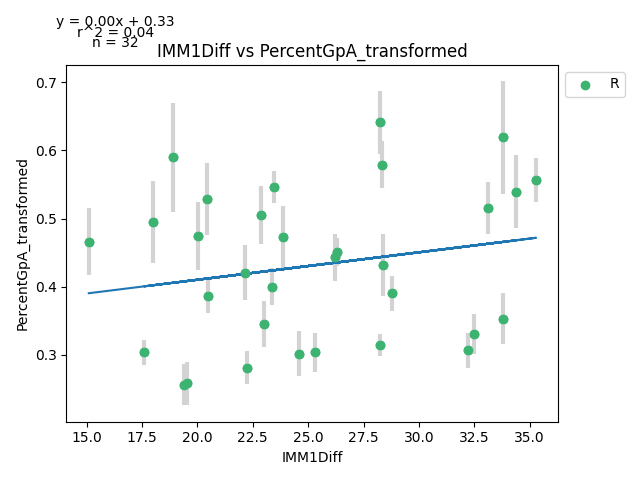 y = 0.00x + 0.33
r^2 = 0.04
n = 32
IMM1Diff vs PercentGpA_transformed
R
PercentGpA_transformed
0.7
0.6
0.5
0.4
0.3
15.0 17.5 20.0 22.5 25.0 27.5 30.0 32.5 35.0
IMM1Diff